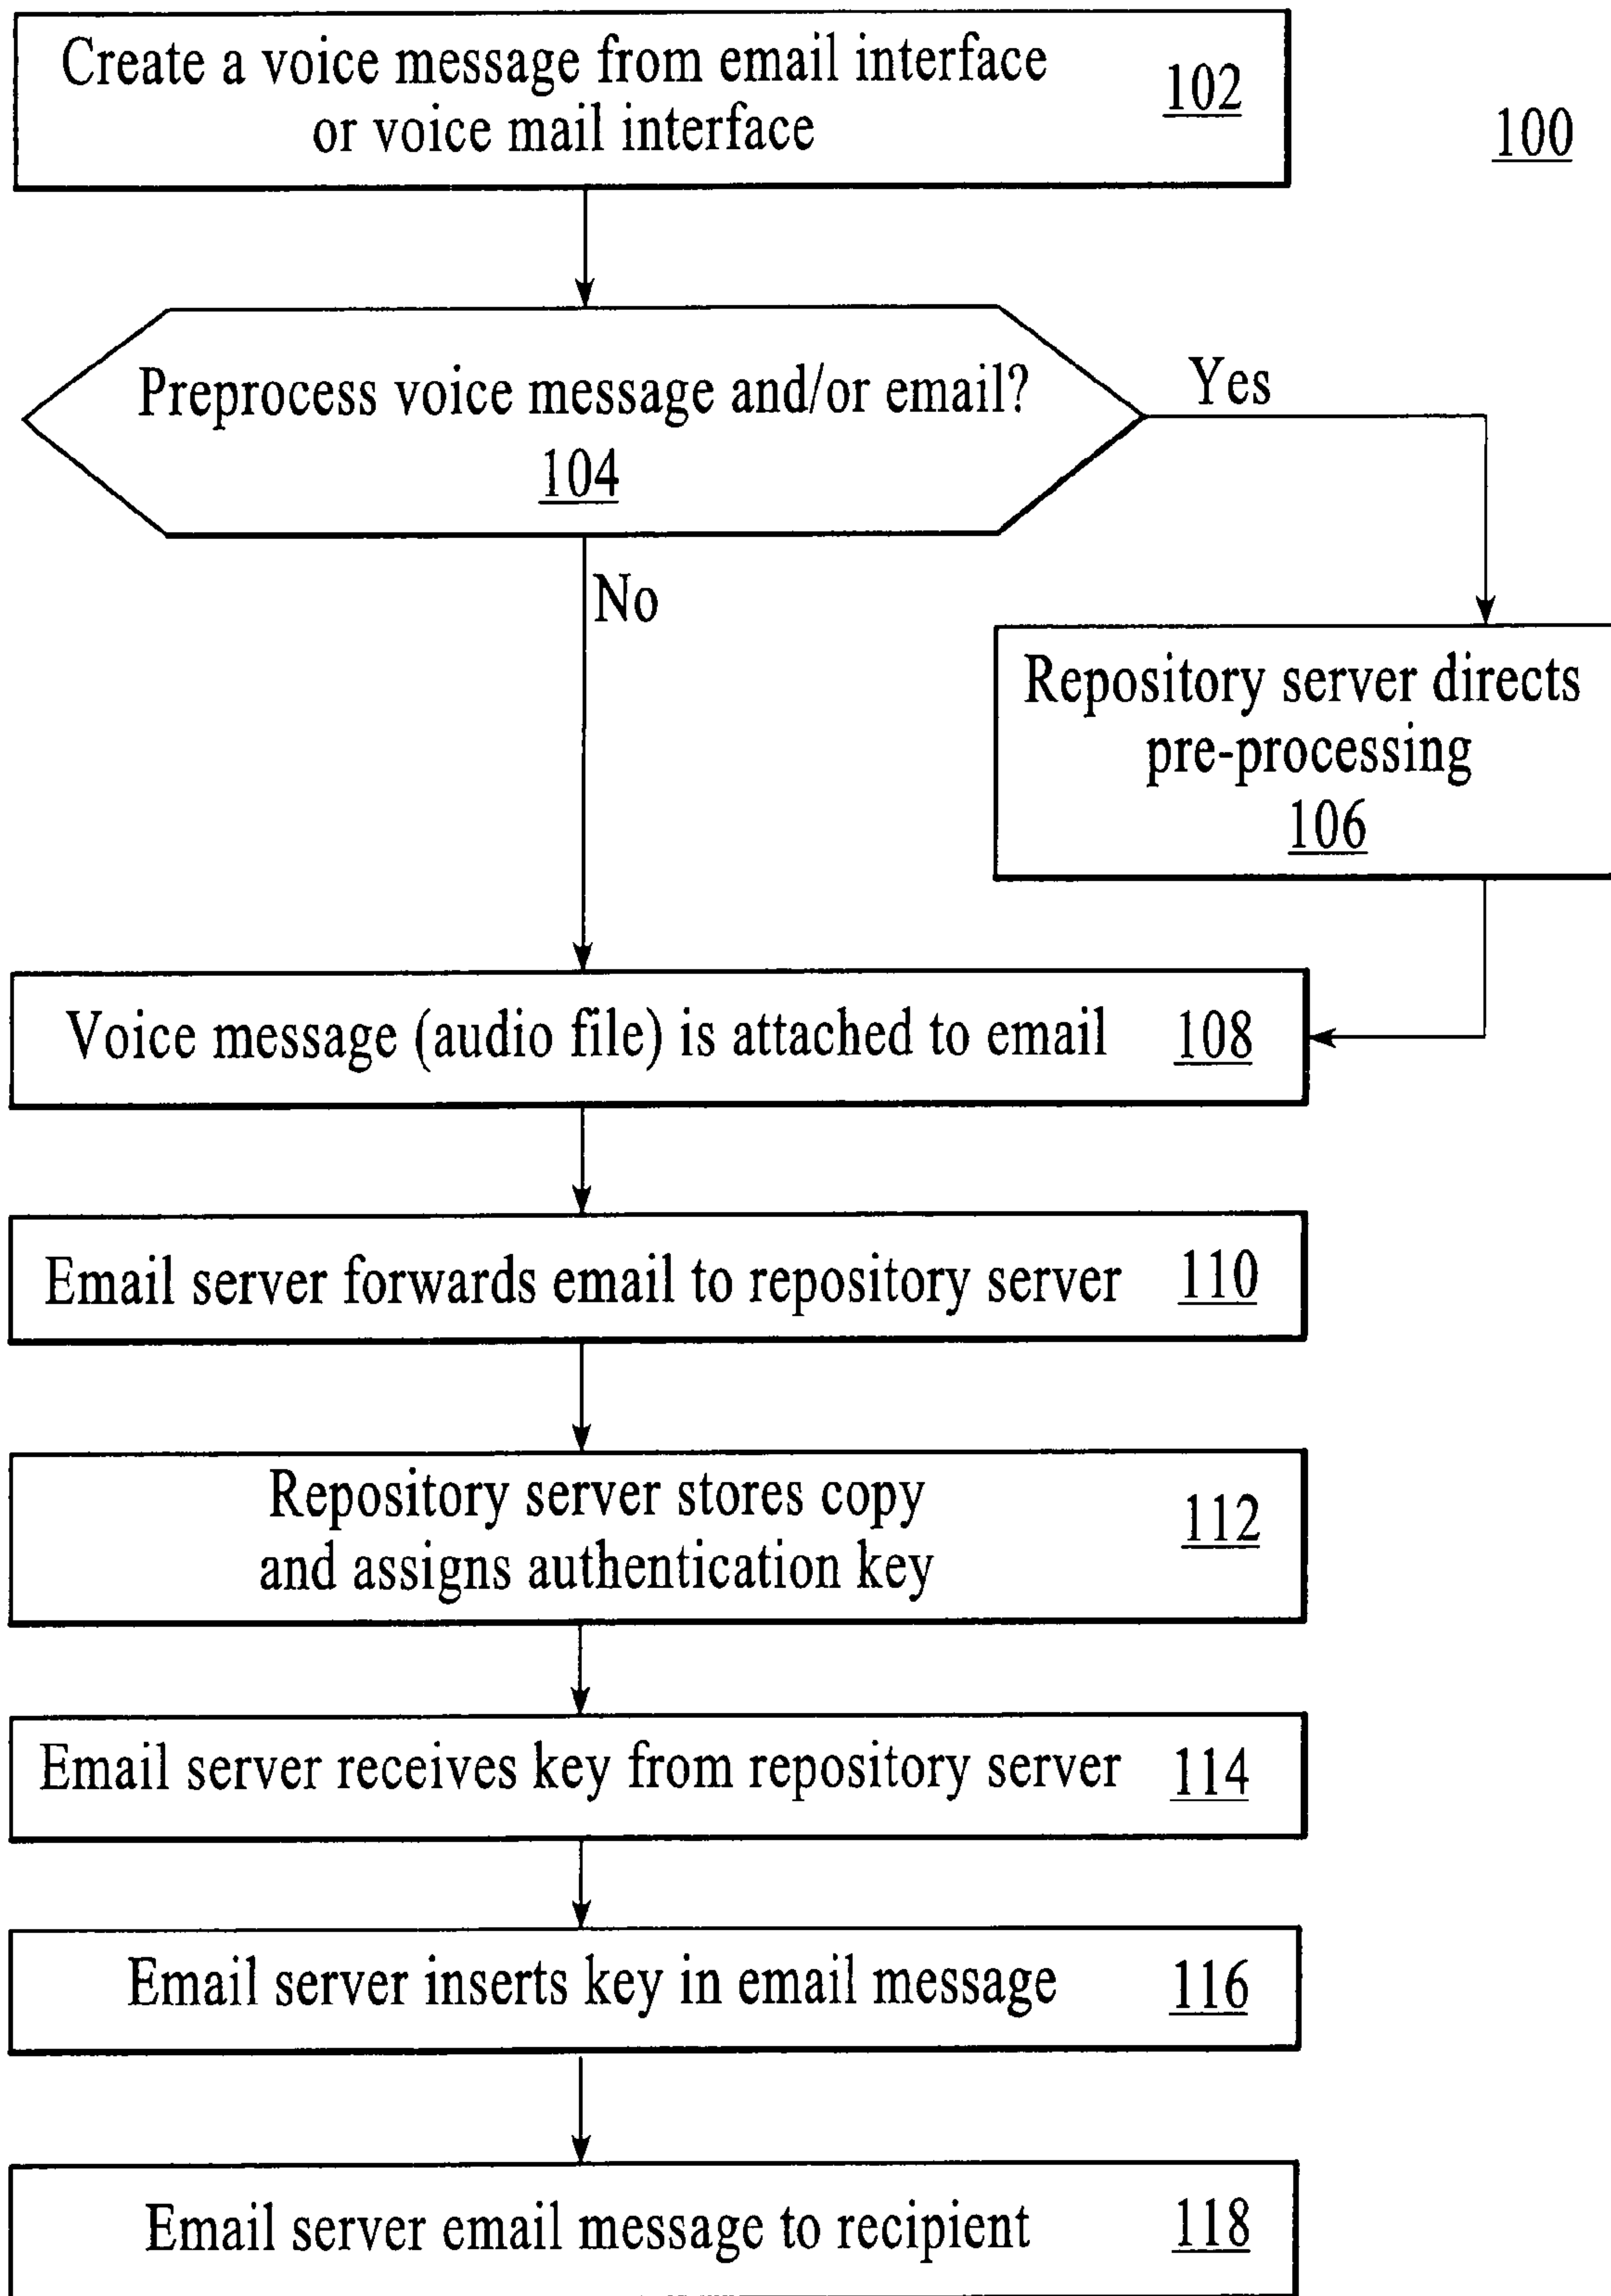 Create a voice message from email interface 102
or voice mail interface
100
Preprocess voice message and/or email?
104
Yes
No
Repository server directs
pre-processing
106
Voice message (audio file) is attached to email 108
Email server forwards email to repository server 110
Repository server stores copy 112
and assigns authentication key
Email server receives key from repository server 114
Email server inserts key in email message 116
Email server email message to recipient 118